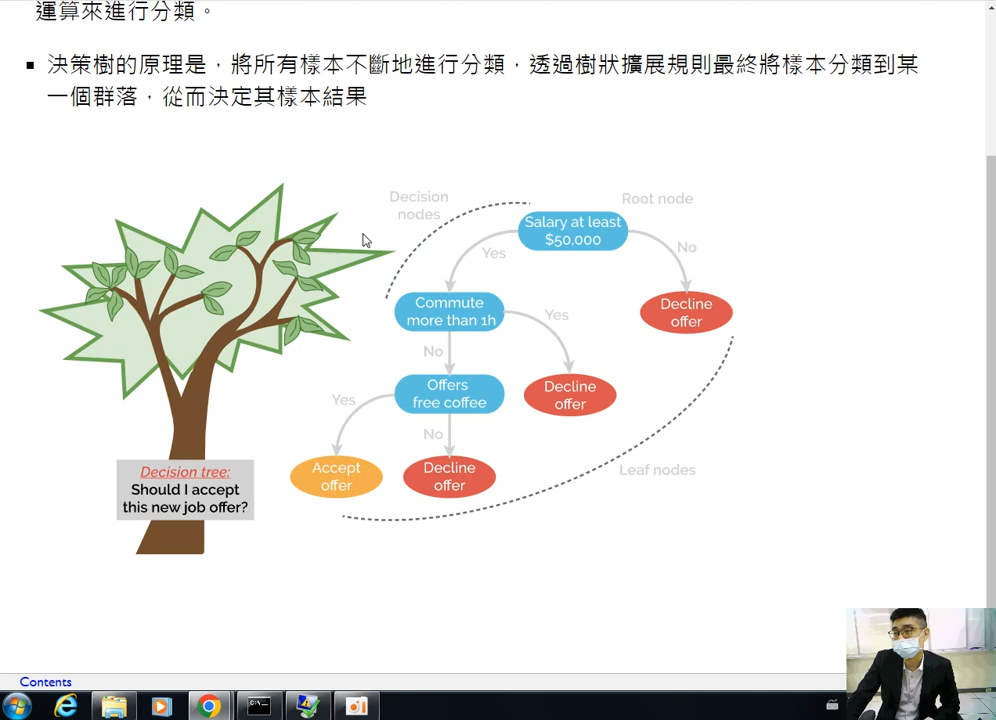 運算來進行分類。
▪ 決策樹的原理是，將所有樣本不斷地進行分類，透過樹狀擴展規則最終將樣本分類到某
一個群落，從而決定其樣本結果
Decision
nodes
Root node
Salary at least
$50,000
Yes
No
Commute
more than 1h
Decline
offer
Yes
No
Offers
free coffee
Decline
offer
Yes
No
Accept
offer
Decline
offer
Leaf nodes
Decision tree:
Should I accept
this new job offer?
Contents